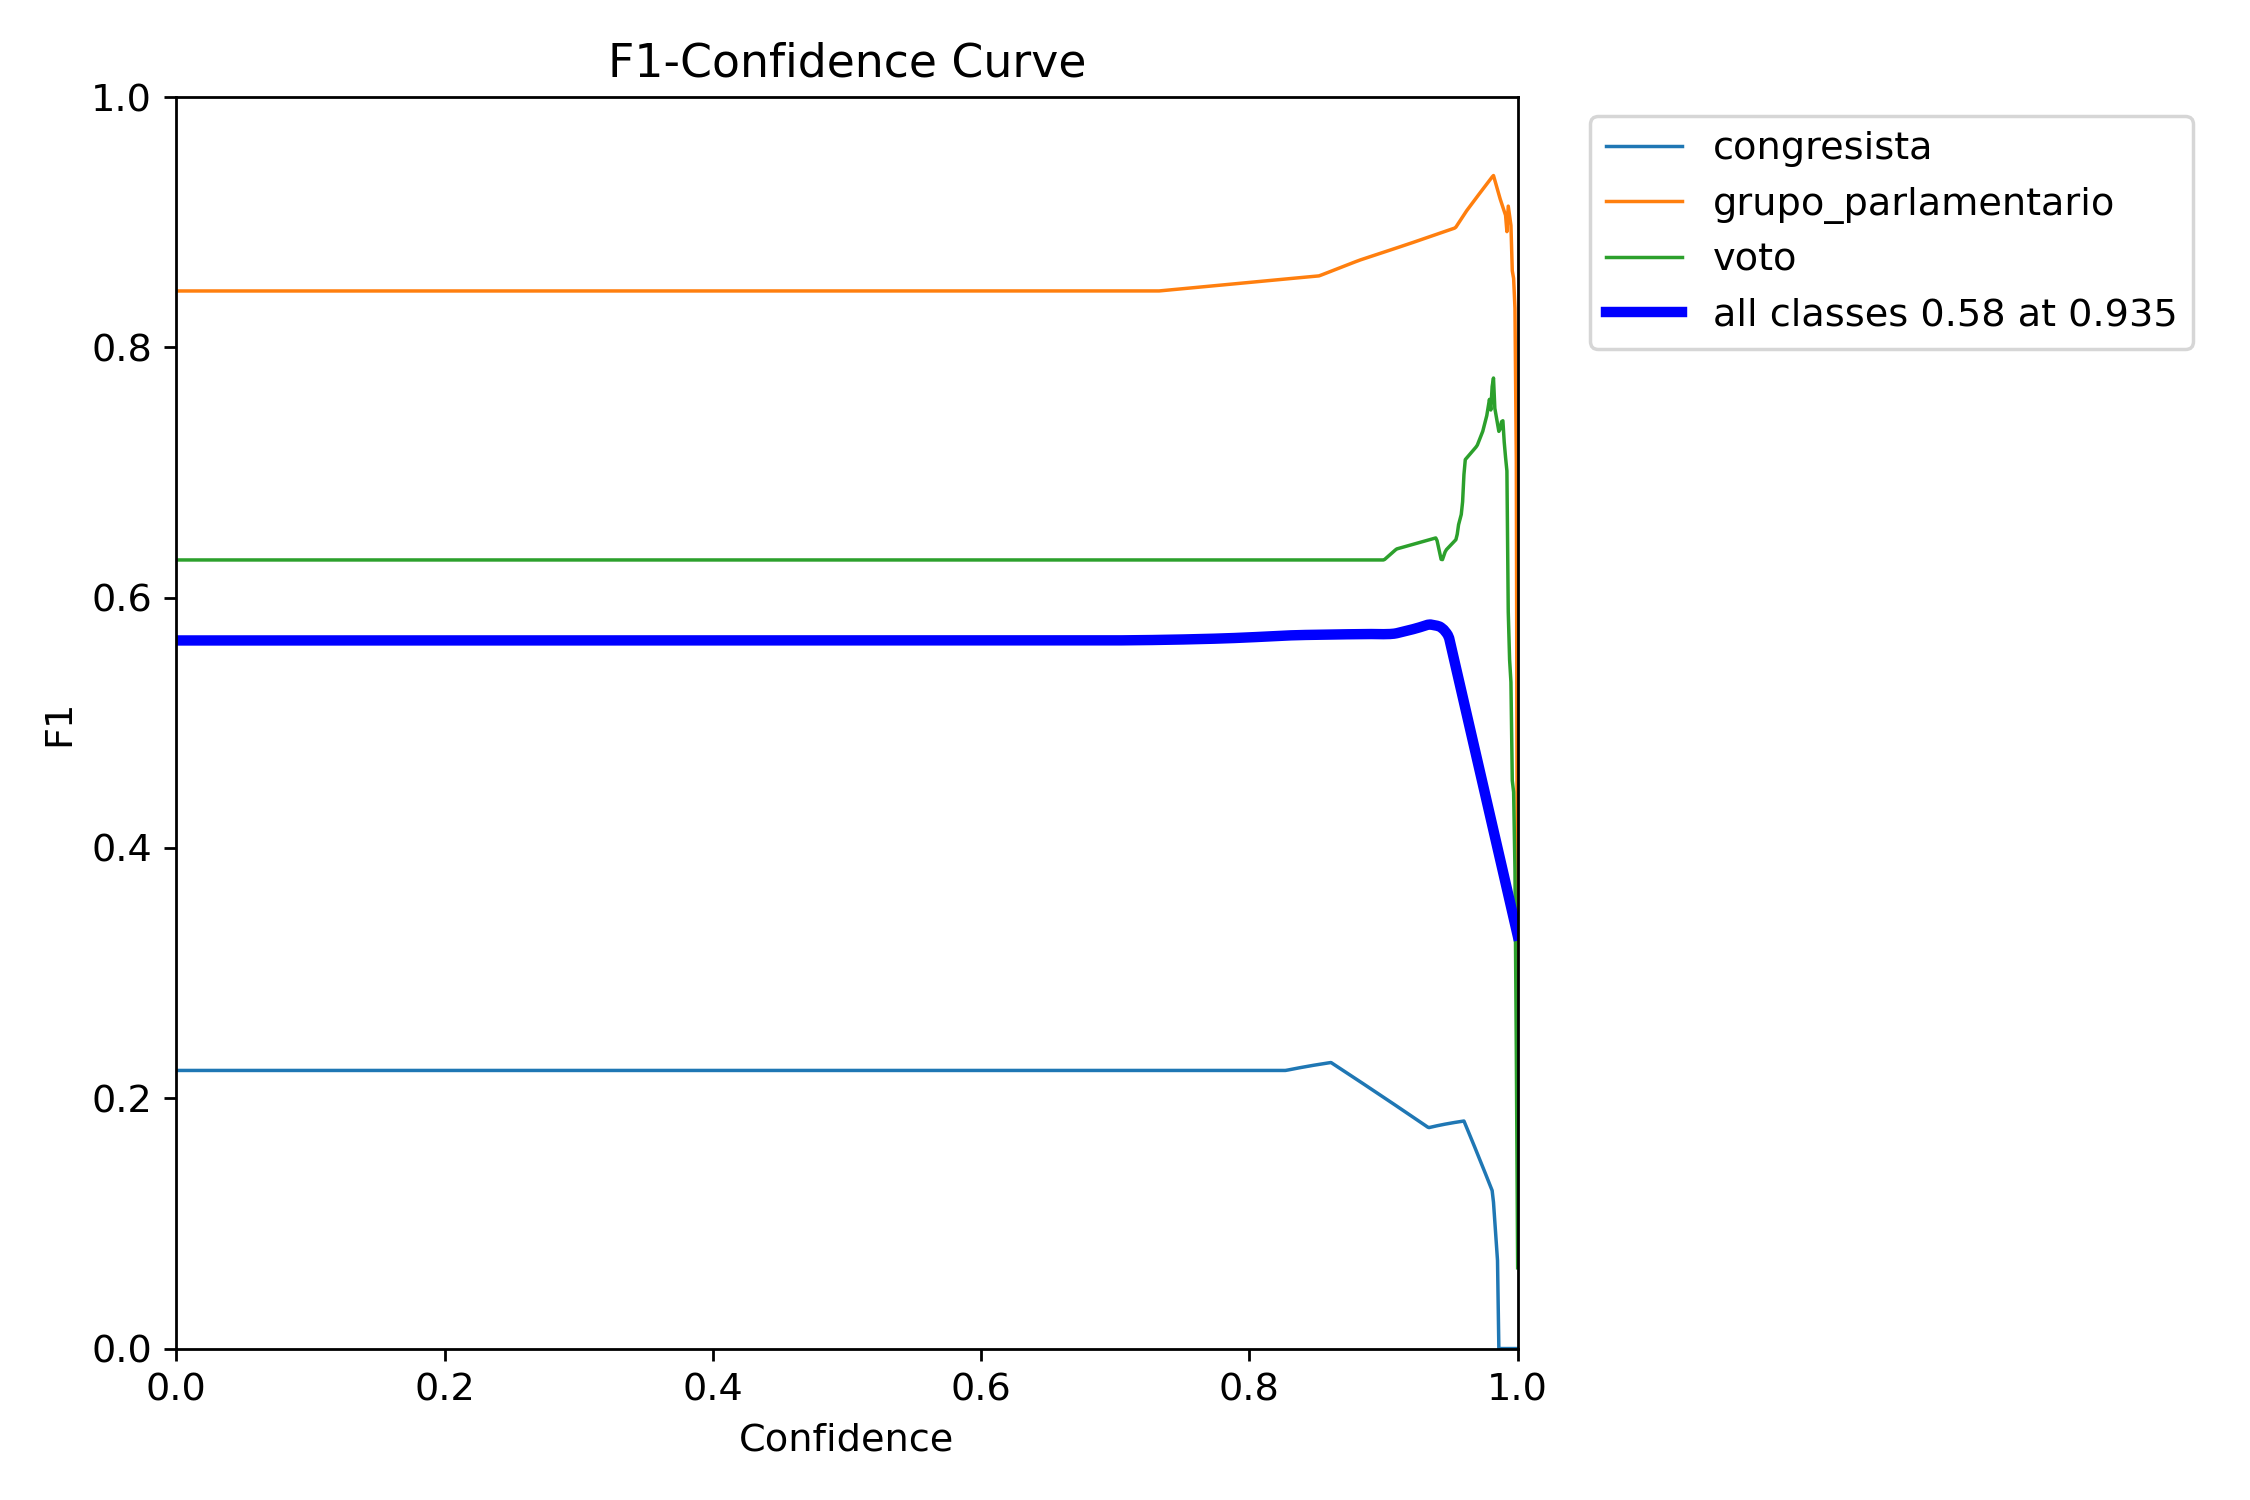 F1-Confidence Curve
1.0
0.8
0.6
0.4
0.2
0.0
F1
0.0 0.2 0.4 0.6 0.8 1.0
Confidence
congresista
grupo_parlamentario
voto
all classes 0.58 at 0.935